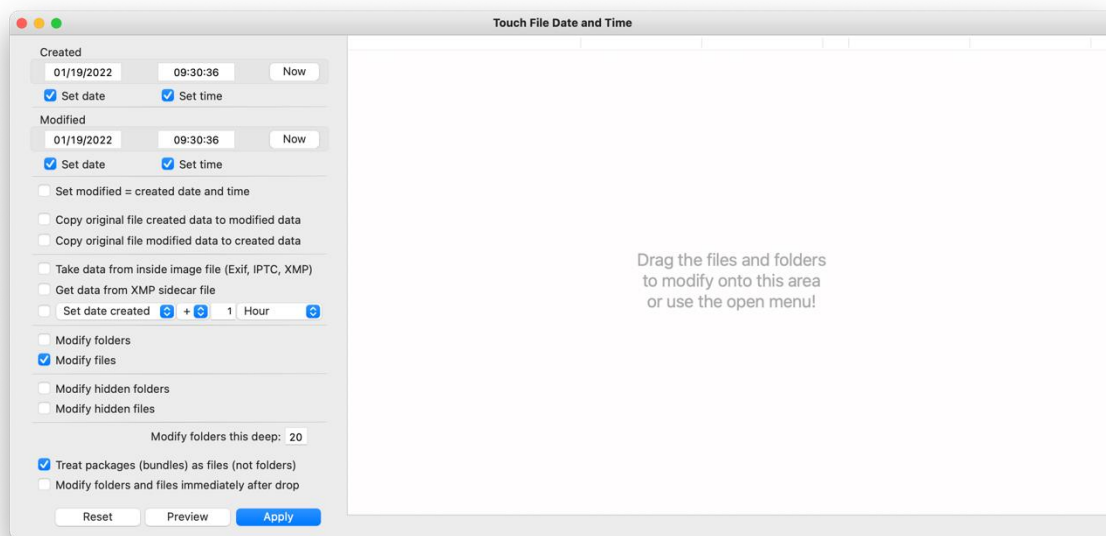 Touch File Date and Time
Created
01/19/2022 09:30:36 Now
Set date Set time
Modified
01/19/2022 09:30:36 Now
Set date Set time
Set modified = created date and time
Copy original file created data to modified data
Copy original file modified data to created data
Take data from inside image file (Exif, IPTC, XMP)
Get data from XMP sidecar file
Set date created + 1 Hour
Modify folders
Modify files
Modify hidden folders
Modify hidden files
Modify folders this deep: 20
Treat packages (bundles) as files (not folders)
Modify folders and files immediately after drop
Reset Preview Apply
Drag the files and folders
to modify onto this area
or use the open menu!